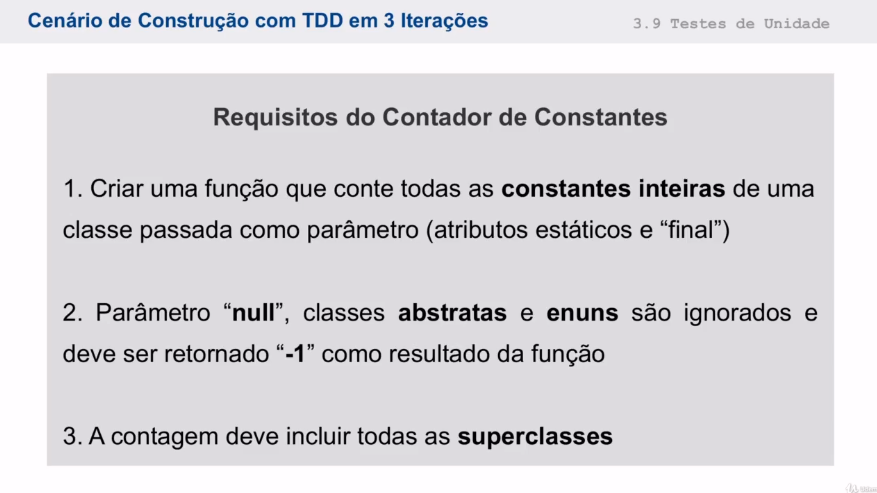 Cenário de Construção com TDD em 3 Iterações
3.9 Testes de Unidade
Requisitos do Contador de Constantes
1. Criar uma função que conte todas as constantes inteiras de uma
classe passada como parâmetro (atributos estáticos e “final”)
2. Parâmetro “null”, classes abstratas e enuns são ignorados e
deve ser retornado “-1” como resultado da função
3. A contagem deve incluir todas as superclasses